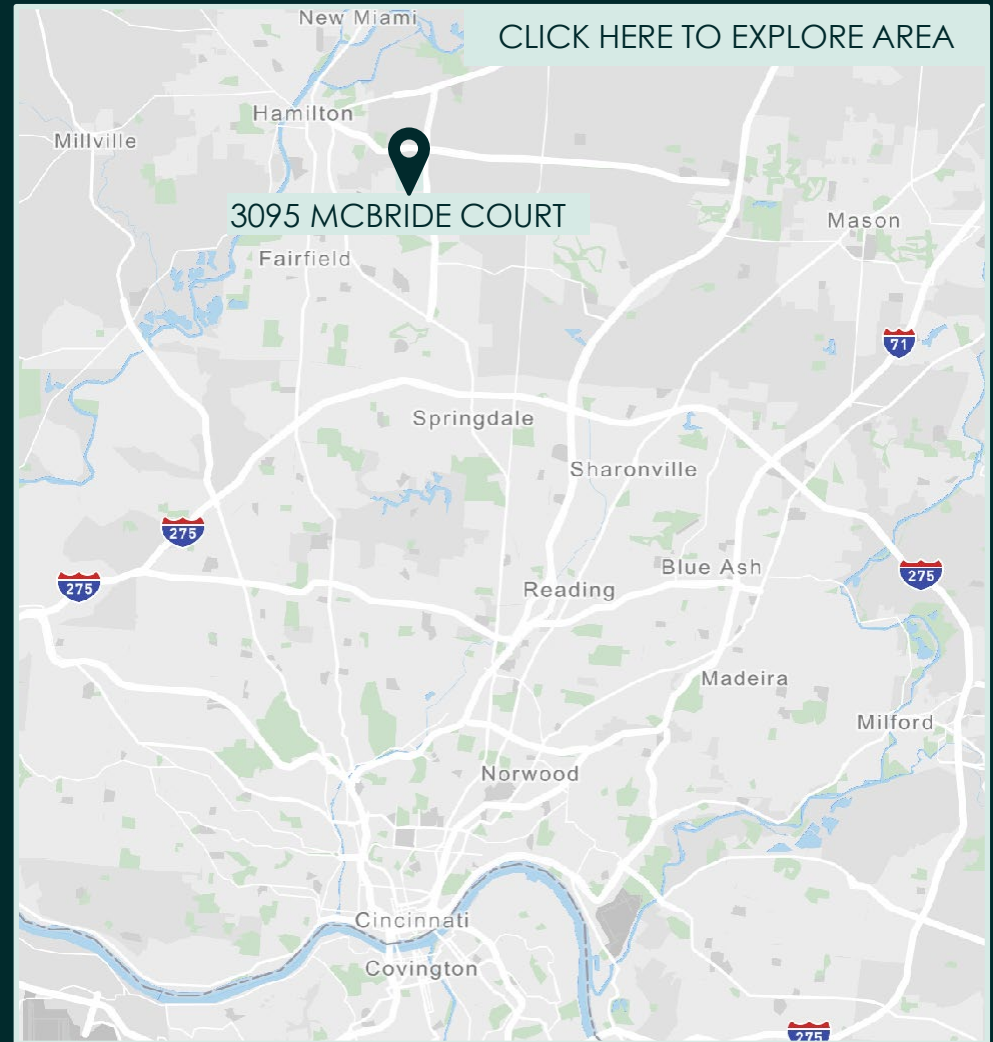 New Miami
CLICK HERE TO EXPLORE AREA
Hamilton
Millville
3095 MCBRIDE COURT
Mason
Fairfield
71
Springdale
Sharonville
275
275
Blue Ash
275
Reading
Madeira
Milford
Norwood
Cincinnati
Covington
275